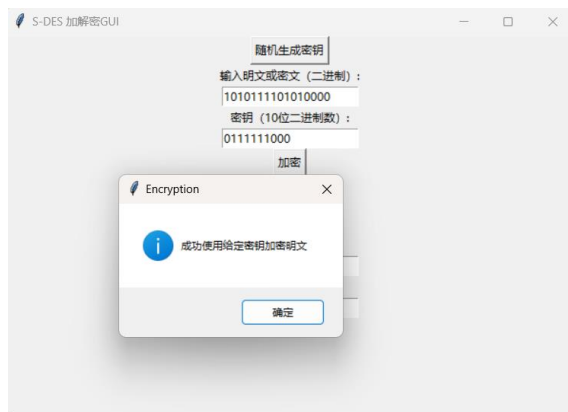 S-DES 加解密GUI
随机生成密钥
输入明文或密文（二进制）:
1010111101010000
密钥（10位二进制数）:
0111111000
加密
Encryption
成功使用给定密钥加密明文
确定